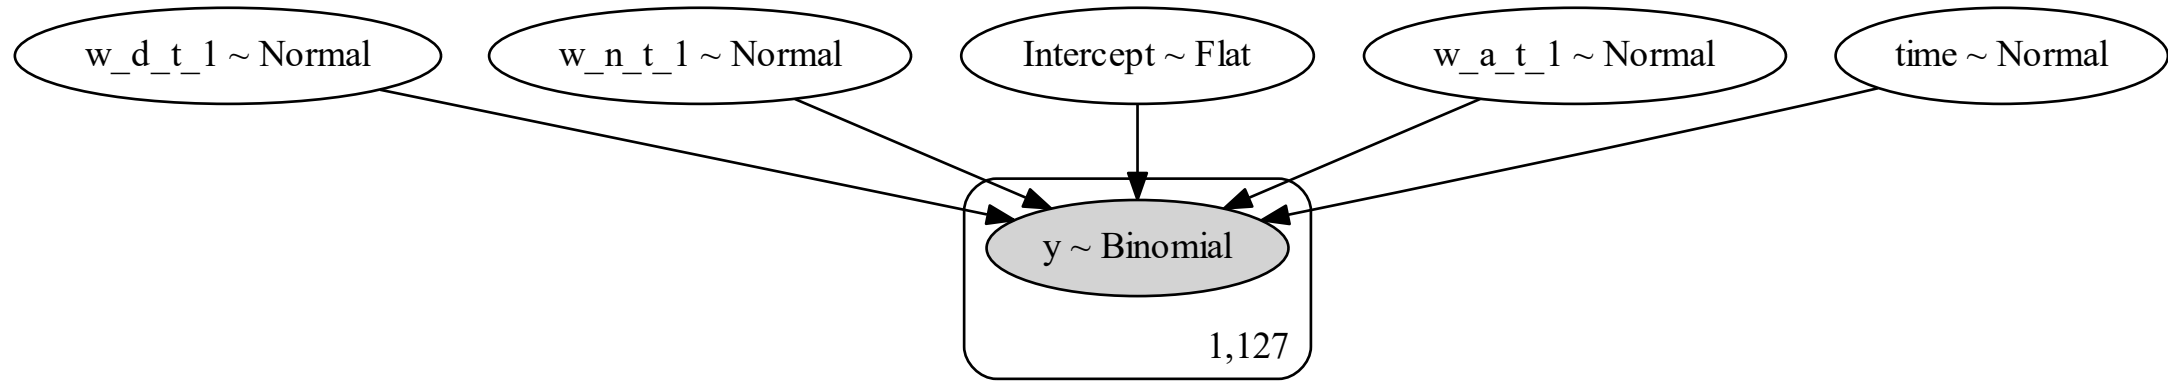 w_d_t_1 ~ Normal
w_n_t_1 ~ Normal
Intercept ~ Flat
w_a_t_1 ~ Normal
time ~ Normal
y ~ Binomial
1,127